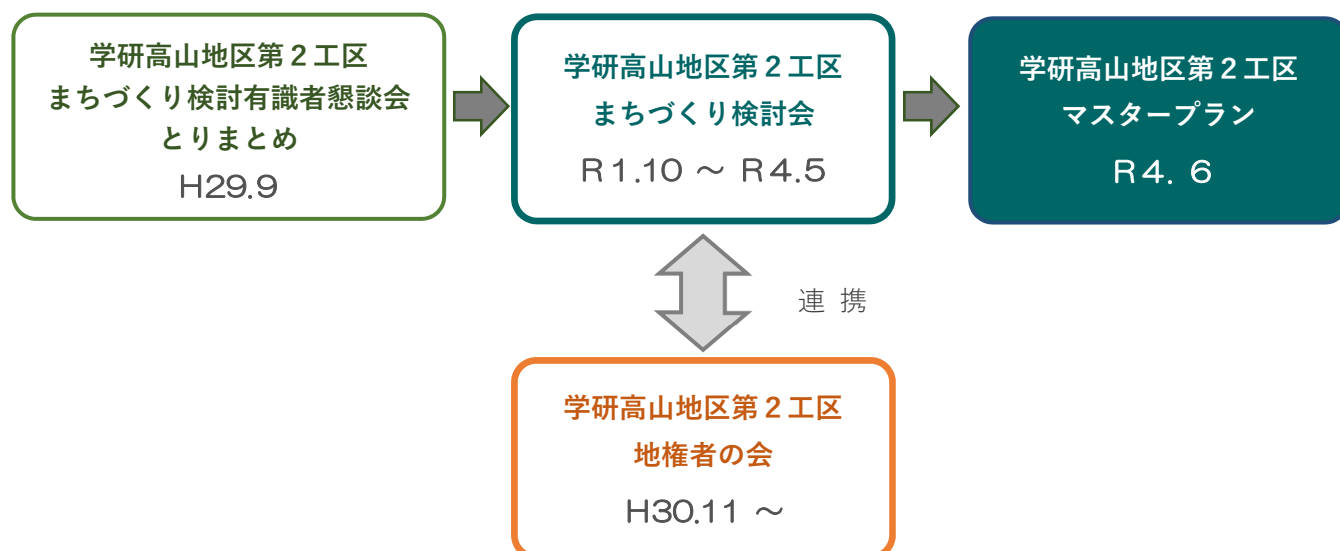 学研高山地区第２工区
まちづくり検討有識者懇談会
とりまとめ
H29.9
学研高山地区第２工区
まちづくり検討会
Ｒ1.10 ～ Ｒ4.5
学研高山地区第２工区
マスタープラン
Ｒ4. 6
連 携
学研高山地区第２工区
地権者の会
H30.11 ～